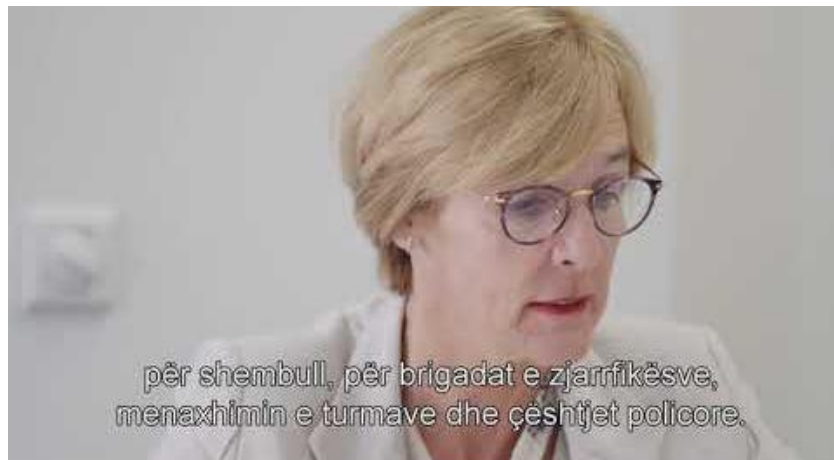 për shembull, për brigadat e zjarrfikësve,
menaxhimin e turmave dhe çështjet policore.